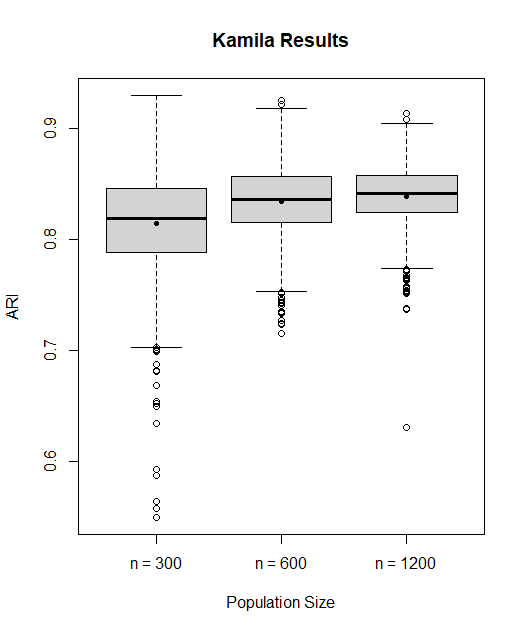 Kamila Results
ARI
0.9
0.8
0.7
0.6
n = 300
n = 600
n = 1200
Population Size